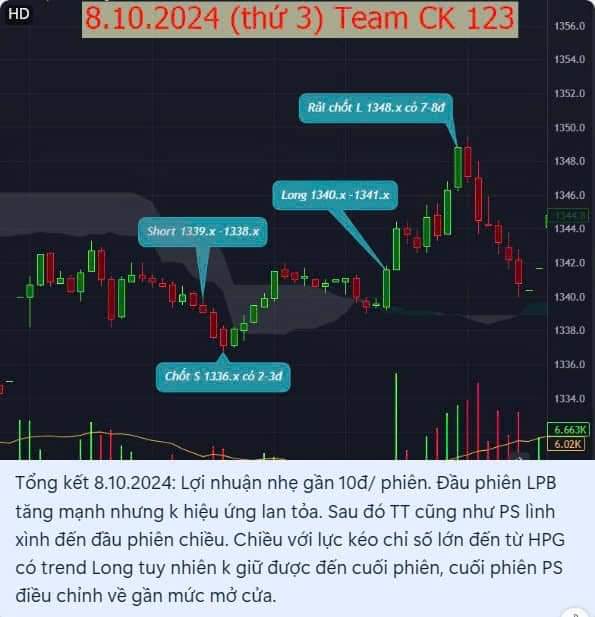 HD
8.10.2024 (thứ 3) Team CK 123
1356.0
1354.0
1352.0
1350.0
1348.0
1346.0
1344.8
1344.0
1342.0
1340.0
1338.0
1336.0
1334.0
Rải chốt L 1348.x có 7-8đ
Long 1340.x -1341.x
Short 1339.x -1338.x
Chốt S 1336.x có 2-3đ
6.663K
6.02K
Tổng kết 8.10.2024: Lợi nhuận nhẹ gần 10đ/ phiên. Đầu phiên LPB
tăng mạnh nhưng k hiệu ứng lan tỏa. Sau đó TT cũng như PS lình
xình đến đầu phiên chiều. Chiều với lực kéo chỉ số lớn đến từ HPG
có trend Long tuy nhiên k giữ được đến cuối phiên, cuối phiên PS
điều chỉnh về gần mức mở cửa.